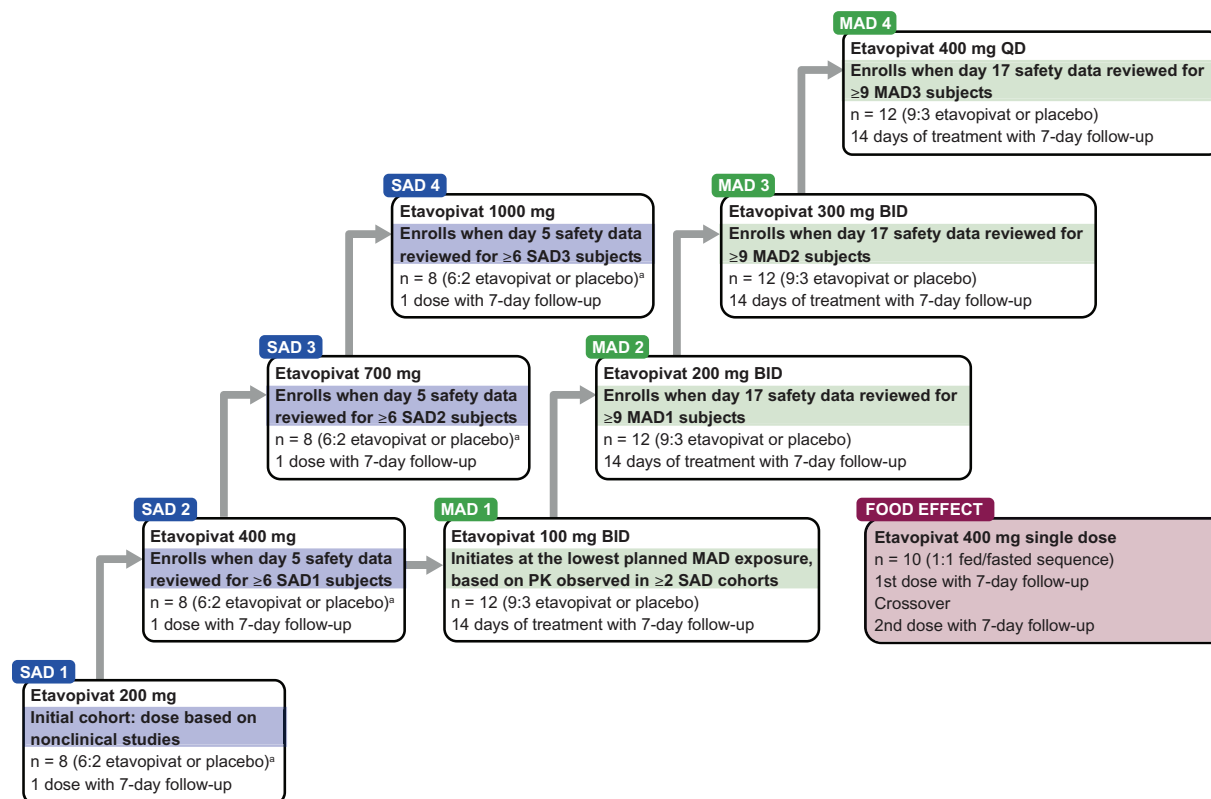 MAD 4
Etavopivat 400 mg QD
Enrolls when day 17 safety data reviewed for
≥9 MAD3 subjects
n = 12 (9:3 etavopivat or placebo)
14 days of treatment with 7-day follow-up
SAD 4
Etavopivat 1000 mg
Enrolls when day 5 safety data
reviewed for ≥6 SAD3 subjects
n = 8 (6:2 etavopivat or placebo)ᵃ
1 dose with 7-day follow-up
MAD 3
Etavopivat 300 mg BID
Enrolls when day 17 safety data reviewed for
≥9 MAD2 subjects
n = 12 (9:3 etavopivat or placebo)
14 days of treatment with 7-day follow-up
SAD 3
Etavopivat 700 mg
Enrolls when day 5 safety data
reviewed for ≥6 SAD2 subjects
n = 8 (6:2 etavopivat or placebo)ᵃ
1 dose with 7-day follow-up
MAD 2
Etavopivat 200 mg BID
Enrolls when day 17 safety data reviewed for
≥9 MAD1 subjects
n = 12 (9:3 etavopivat or placebo)
14 days of treatment with 7-day follow-up
SAD 2
Etavopivat 400 mg
Enrolls when day 5 safety data
reviewed for ≥6 SAD1 subjects
n = 8 (6:2 etavopivat or placebo)ᵃ
1 dose with 7-day follow-up
MAD 1
Etavopivat 100 mg BID
Initiates at the lowest planned MAD exposure,
based on PK observed in ≥2 SAD cohorts
n = 12 (9:3 etavopivat or placebo)
14 days of treatment with 7-day follow-up
FOOD EFFECT
Etavopivat 400 mg single dose
n = 10 (1:1 fed/fasted sequence)
1st dose with 7-day follow-up
Crossover
2nd dose with 7-day follow-up
SAD 1
Etavopivat 200 mg
Initial cohort: dose based on
nonclinical studies
n = 8 (6:2 etavopivat or placebo)ᵃ
1 dose with 7-day follow-up